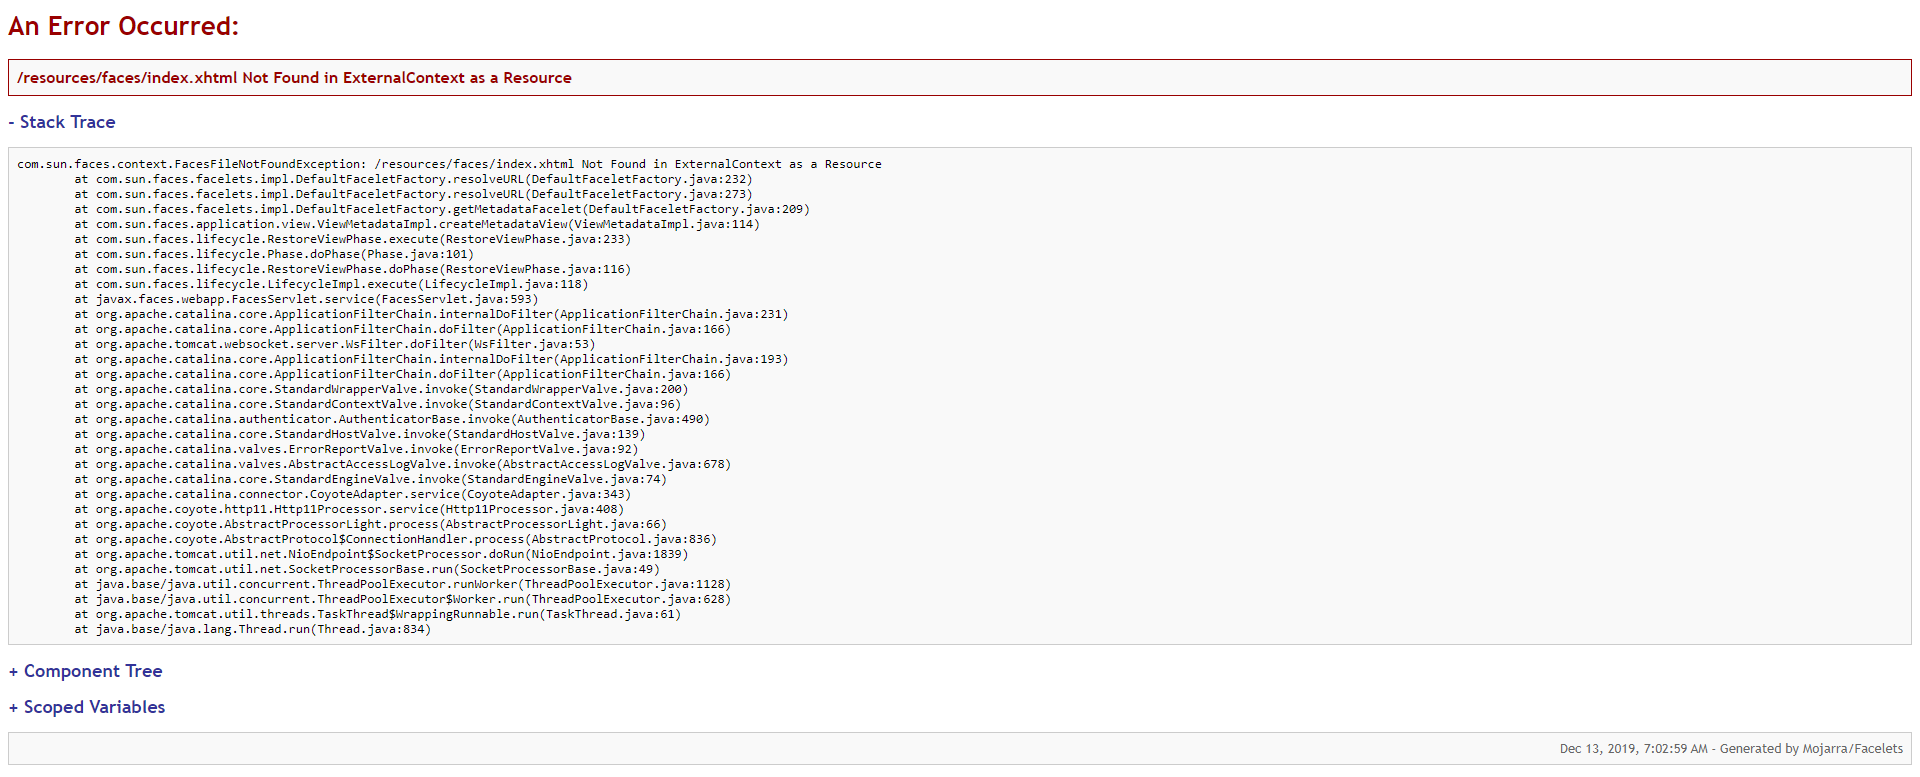 An Error Occurred:
/resources/faces/index.xhtml Not Found in ExternalContext as a Resource
- Stack Trace
com.sun.faces.context.FacesFileNotFoundException: /resources/faces/index.xhtml Not Found in ExternalContext as a Resource
at com.sun.faces.facelets.impl.DefaultFaceletFactory.resolveURL(DefaultFaceletFactory.java:232)
at com.sun.faces.facelets.impl.DefaultFaceletFactory.resolveURL(DefaultFaceletFactory.java:273)
at com.sun.faces.facelets.impl.DefaultFaceletFactory.getMetadataFacelet(DefaultFaceletFactory.java:209)
at com.sun.faces.application.view.ViewMetadataImpl.createMetadataView(ViewMetadataImpl.java:114)
at com.sun.faces.lifecycle.RestoreViewPhase.execute(RestoreViewPhase.java:233)
at com.sun.faces.lifecycle.Phase.doPhase(Phase.java:101)
at com.sun.faces.lifecycle.RestoreViewPhase.doPhase(RestoreViewPhase.java:116)
at com.sun.faces.lifecycle.LifecycleImpl.execute(LifecycleImpl.java:118)
at javax.faces.webapp.FacesServlet.service(FacesServlet.java:593)
at org.apache.catalina.core.ApplicationFilterChain.internalDoFilter(ApplicationFilterChain.java:231)
at org.apache.catalina.core.ApplicationFilterChain.doFilter(ApplicationFilterChain.java:166)
at org.apache.tomcat.websocket.server.WsFilter.doFilter(WsFilter.java:53)
at org.apache.catalina.core.ApplicationFilterChain.internalDoFilter(ApplicationFilterChain.java:193)
at org.apache.catalina.core.ApplicationFilterChain.doFilter(ApplicationFilterChain.java:166)
at org.apache.catalina.core.StandardWrapperValve.invoke(StandardWrapperValve.java:200)
at org.apache.catalina.core.StandardContextValve.invoke(StandardContextValve.java:96)
at org.apache.catalina.authenticator.AuthenticatorBase.invoke(AuthenticatorBase.java:490)
at org.apache.catalina.core.StandardHostValve.invoke(StandardHostValve.java:139)
at org.apache.catalina.valves.ErrorReportValve.invoke(ErrorReportValve.java:92)
at org.apache.catalina.valves.AbstractAccessLogValve.invoke(AbstractAccessLogValve.java:678)
at org.apache.catalina.core.StandardEngineValve.invoke(StandardEngineValve.java:74)
at org.apache.catalina.connector.CoyoteAdapter.service(CoyoteAdapter.java:343)
at org.apache.coyote.http11.Http11Processor.service(Http11Processor.java:408)
at org.apache.coyote.AbstractProcessorLight.process(AbstractProcessorLight.java:66)
at org.apache.coyote.AbstractProtocol$ConnectionHandler.process(AbstractProtocol.java:836)
at org.apache.tomcat.util.net.NioEndpoint$SocketProcessor.doRun(NioEndpoint.java:1839)
at org.apache.tomcat.util.net.SocketProcessorBase.run(SocketProcessorBase.java:49)
at java.base/java.util.concurrent.ThreadPoolExecutor.runWorker(ThreadPoolExecutor.java:1128)
at java.base/java.util.concurrent.ThreadPoolExecutor$Worker.run(ThreadPoolExecutor.java:628)
at org.apache.tomcat.util.threads.TaskThread$WrappingRunnable.run(TaskThread.java:61)
at java.base/java.lang.Thread.run(Thread.java:834)
+ Component Tree
+ Scoped Variables
Dec 13, 2019, 7:02:59 AM - Generated by Mojarra/Facelets